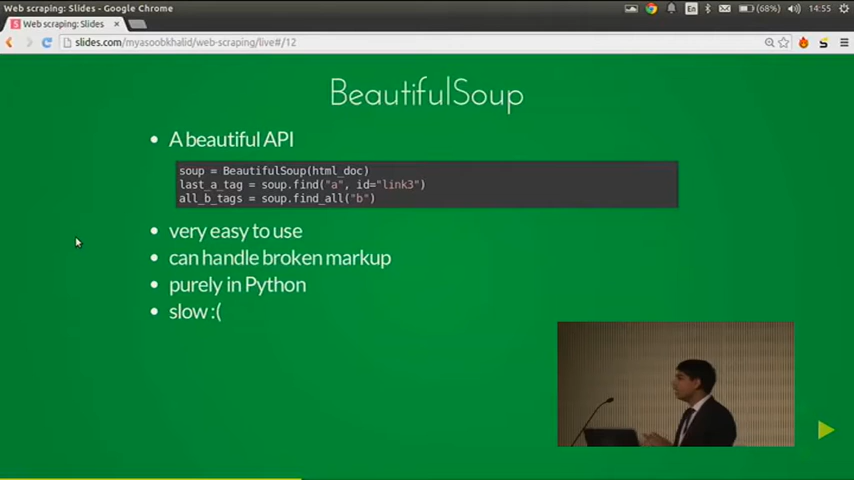 Web scraping: Slides - Google Chrome
En
(68%)
14:55
Web scraping: Slides
slides.com/myasoobkhalid/web-scraping/live#/12
BeautifulSoup
A beautiful API
soup = BeautifulSoup(html_doc)
last_a_tag = soup.find("a", id="link3")
all_b_tags = soup.find_all("b")
very easy to use
can handle broken markup
purely in Python
slow :(